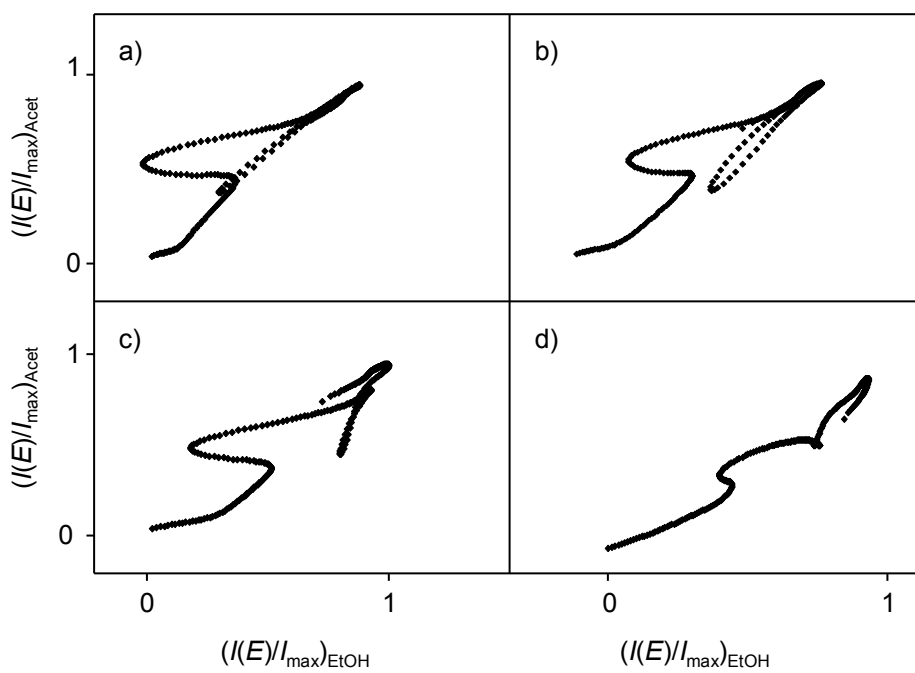 a)
b)
1
(I(E)/Imax)Acet
0
c)
d)
1
(I(E)/Imax)Acet
0
0
1
0
1
(I(E)/Imax)EtOH
(I(E)/Imax)EtOH